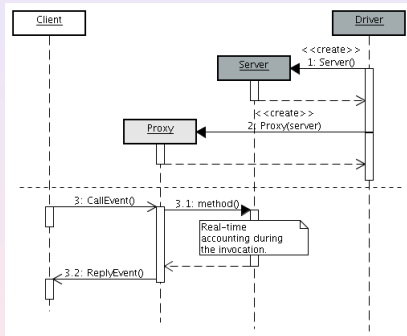 Client
Driver
<<create>>
Server
1: Server()
<<create>>
Proxy
2: Proxy(server)
3: CallEvent()
3.1: method()
Real-time
accounting during
the invocation.
3.2: ReplyEvent()